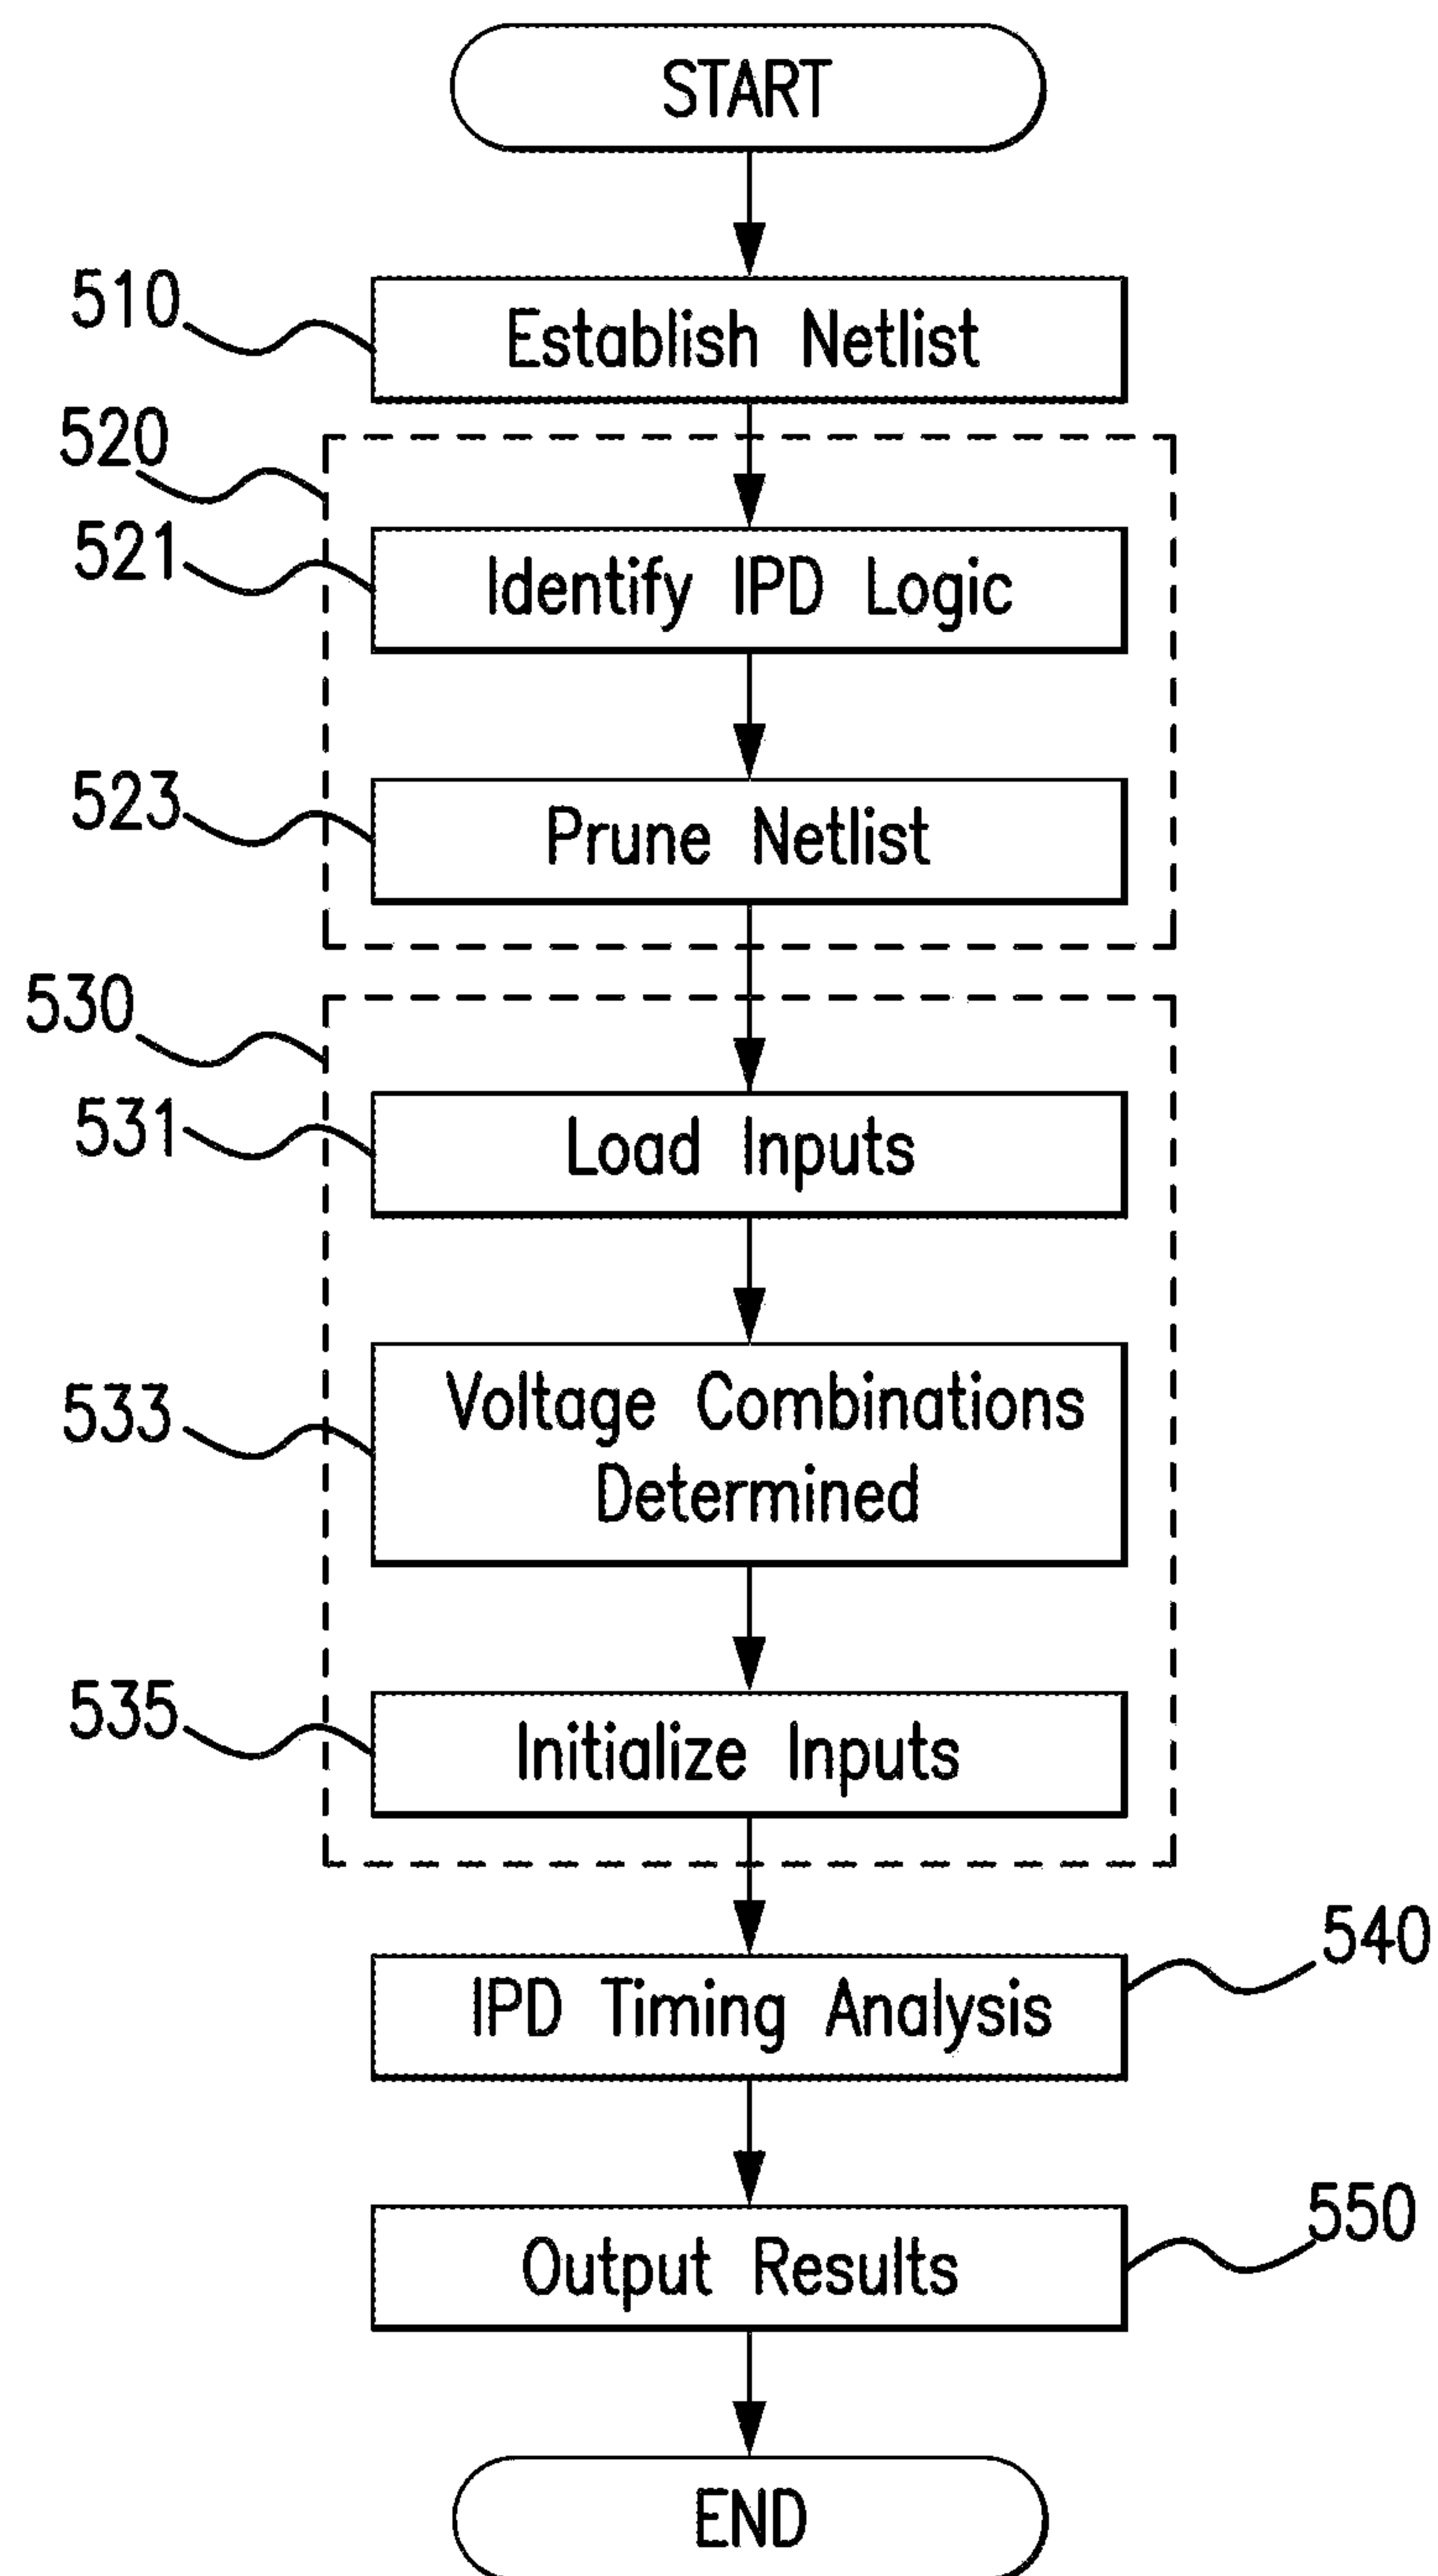 START
510
Establish Netlist
520
521
Identify IPD Logic
523
Prune Netlist
530
531
Load Inputs
533
Voltage Combinations
Determined
535
Initialize Inputs
540
IPD Timing Analysis
550
Output Results
END